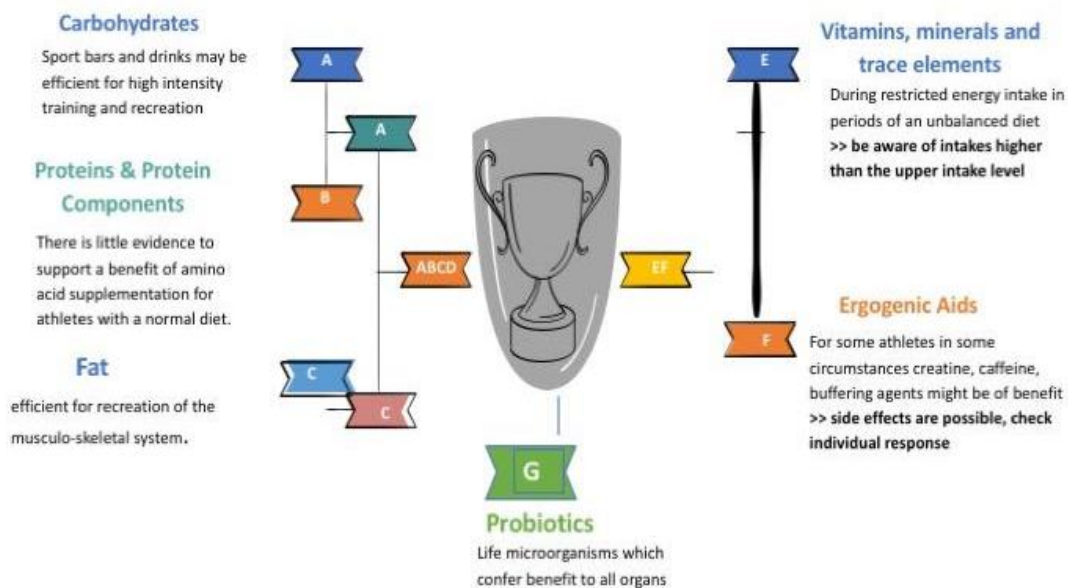 Carbohydrates
Sport bars and drinks may be
efficient for high intensity
training and recreation
A
A
Proteins & Protein
Components
B
There is little evidence to
support a benefit of amino
acid supplementation for
athletes with a normal diet.
ABCD
Fat
C
C
efficient for recreation of the
musculo-skeletal system.
E
Vitamins, minerals and
trace elements
During restricted energy intake in
periods of an unbalanced diet
>> be aware of intakes higher
than the upper intake level
EF
Ergogenic Aids
F
For some athletes in some
circumstances creatine, caffeine,
buffering agents might be of benefit
>> side effects are possible, check
individual response
G
Probiotics
Life microorganisms which
confer benefit to all organs